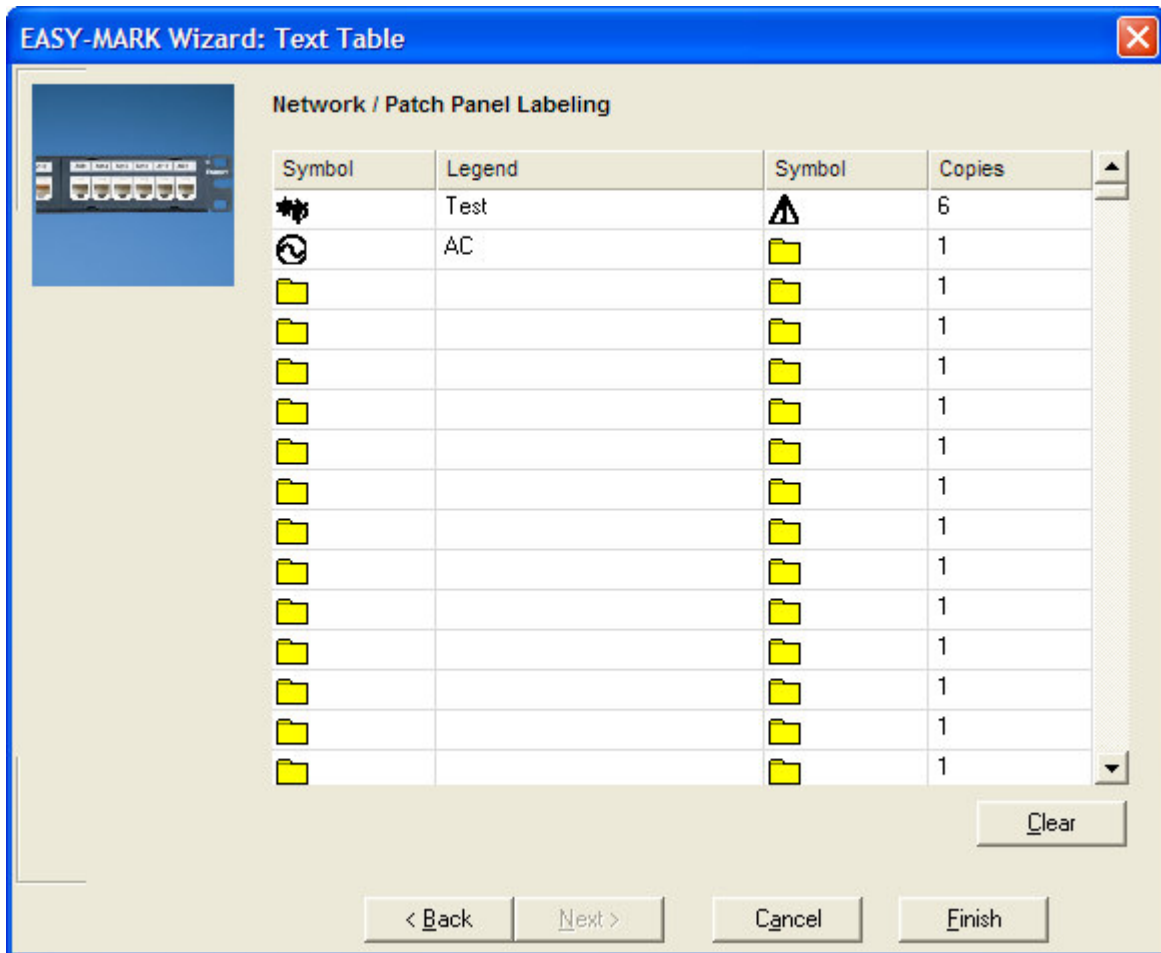 EASY-MARK Wizard: Text Table
Network / Patch Panel Labeling
Symbol Legend Symbol Copies
Test 6
AC 1
1
1
1
1
1
1
1
1
1
1
1
1
1
Clear
< Back Next > Cancel Finish